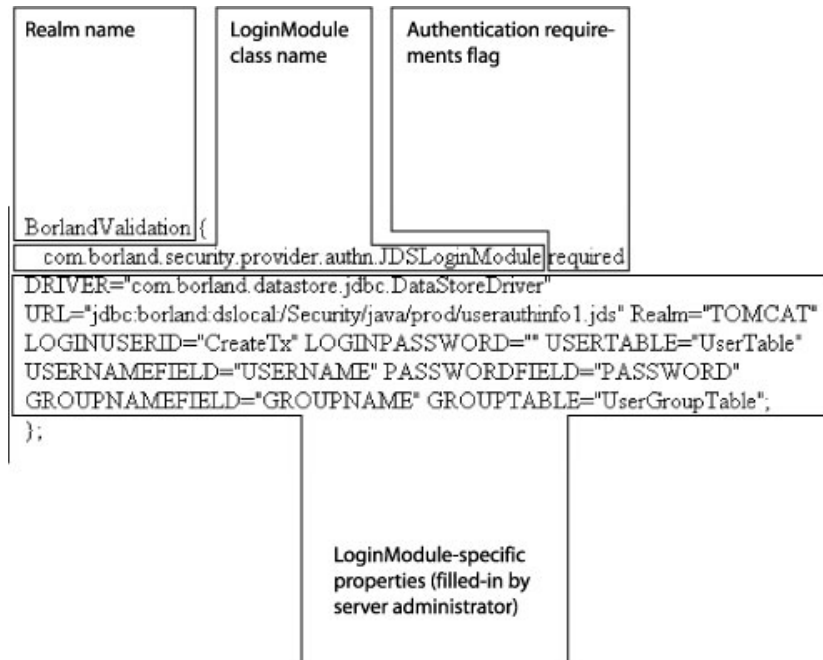 Realm name
LoginModule
class name
Authentication require-
ments flag
BorlandValidation {
com.borland.security.provider.authn.JDSLoginModule required
DRIVER="com.borland.datastore.jdbc.DataStoreDriver"
URL="jdbc:borland:dslocal:/Security/java/prod/userauthinfo1.jds" Realm="TOMCAT"
LOGINUSERID="CreateTx" LOGINPASSWORD="" USERTABLE="UserTable"
USERNAMEFIELD="USERNAME" PASSWORDFIELD="PASSWORD"
GROUPNAMEFIELD="GROUPNAME" GROUPTABLE="UserGroupTable";
};
LoginModule-specific
properties (filled-in by
server administrator)